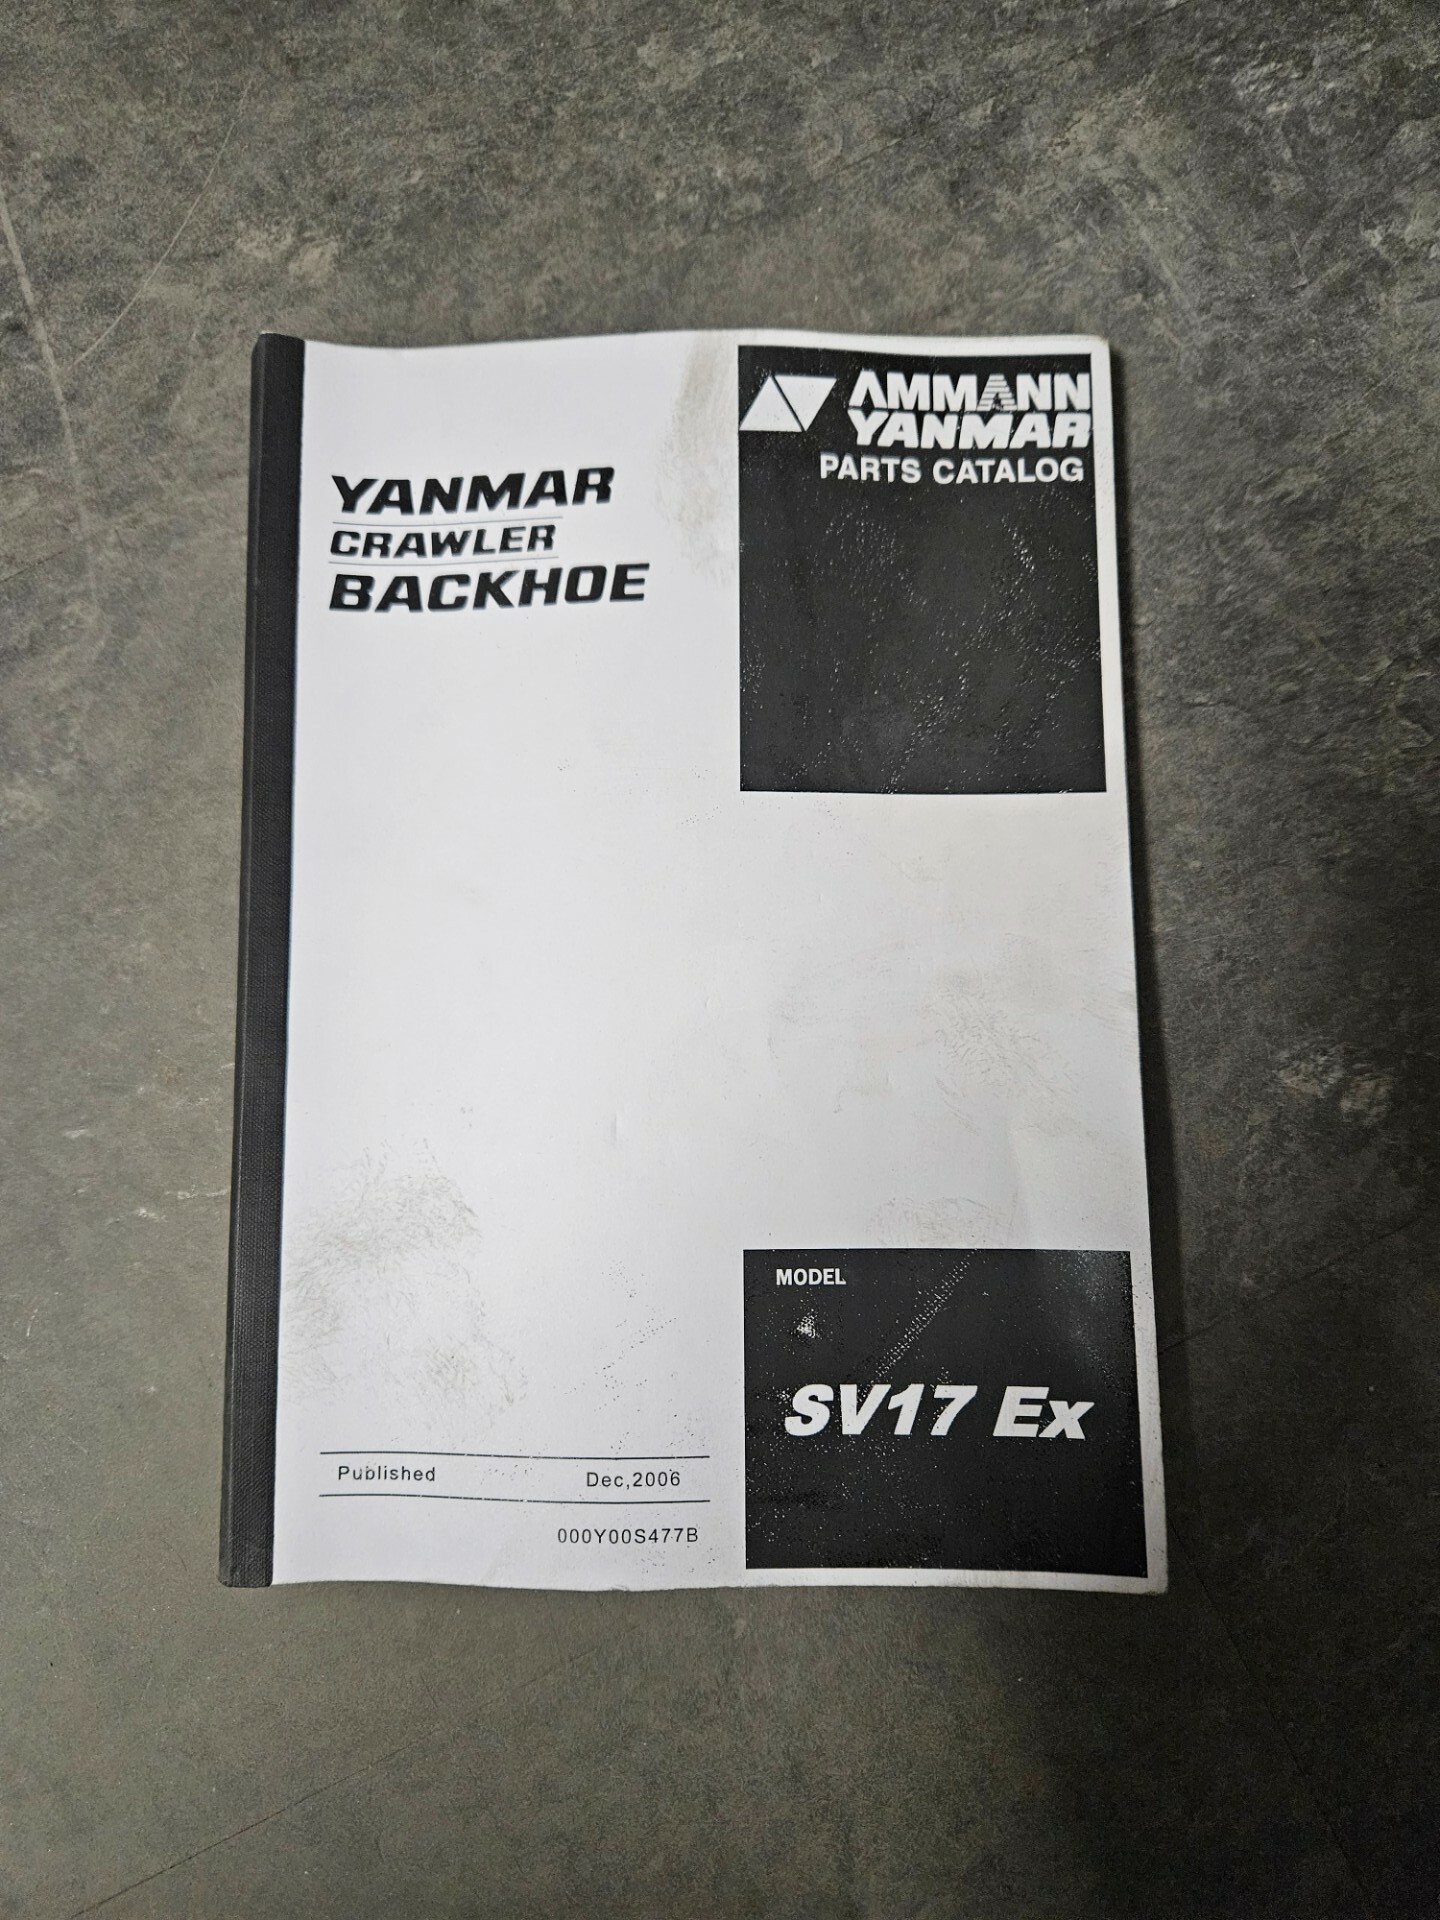 YANMAR
CRAWLER
BACKHOE
AMMANN
YANMAR
PARTS CATALOG
MODEL
SV17 Ex
Published Dec,2006
000Y00S477B